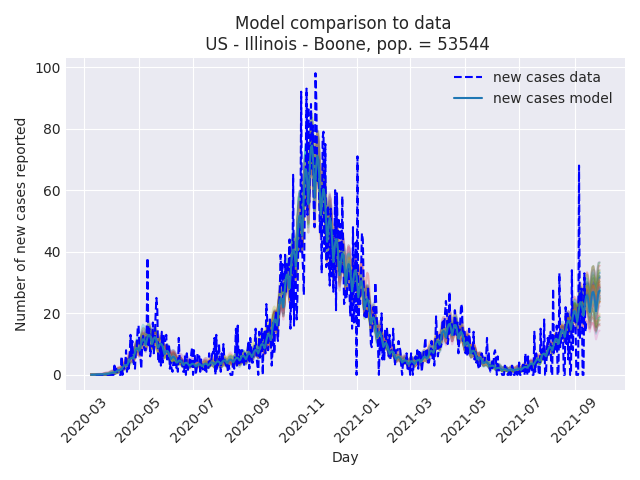 Model comparison to data
US - Illinois - Boone, pop. = 53544
new cases data
new cases model
Number of new cases reported
100
80
60
40
20
0
2020-03
2020-05
2020-07
2020-09
2020-11
2021-01
2021-03
2021-05
2021-07
2021-09
Day